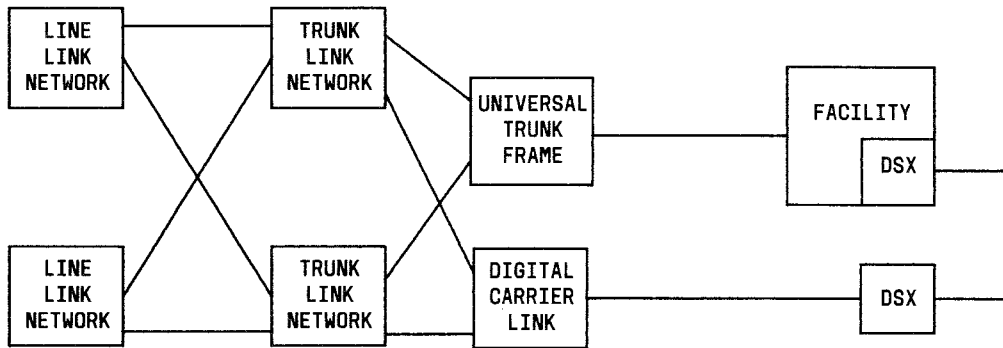 LINE
LINK
NETWORK
TRUNK
LINK
NETWORK
UNIVERSAL
TRUNK
FRAME
FACILITY
DSX
LINE
LINK
NETWORK
TRUNK
LINK
NETWORK
DIGITAL
CARRIER
LINK
DSX